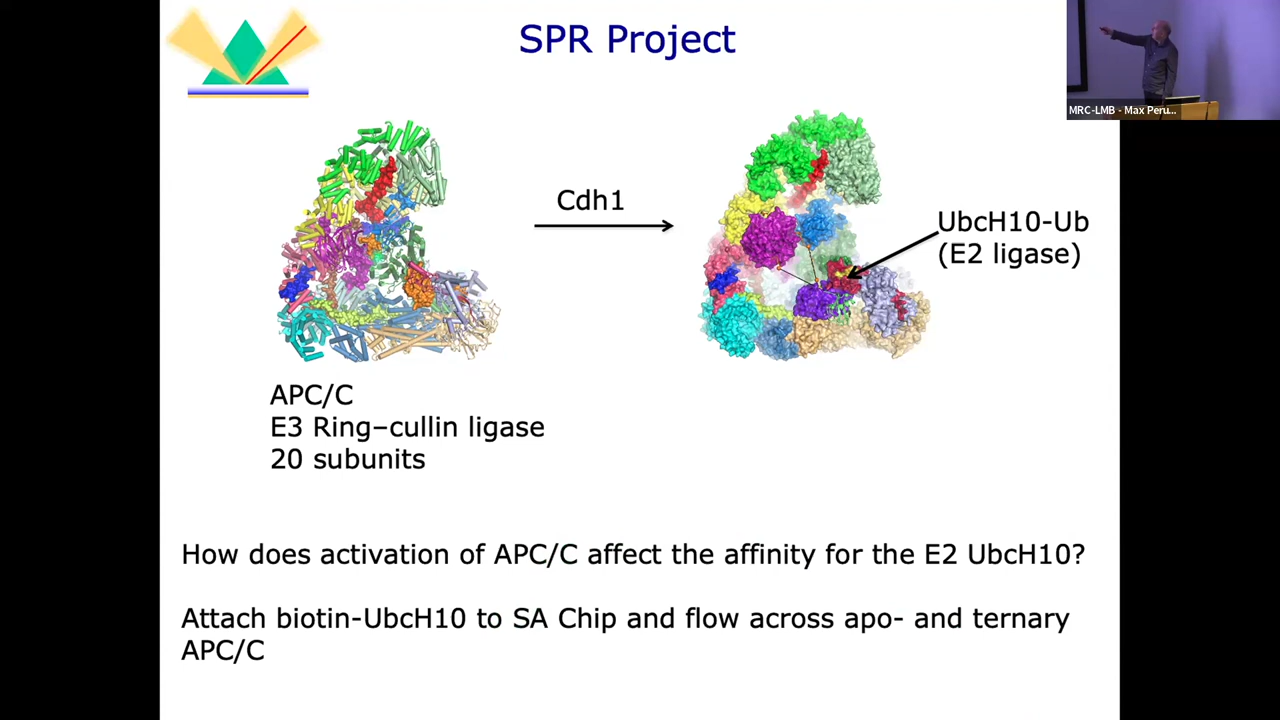 SPR Project
MRC-LMB - Max Peru...
Cdh1
UbcH10-Ub
(E2 ligase)
APC/C
E3 Ring–cullin ligase
20 subunits
How does activation of APC/C affect the affinity for the E2 UbcH10?
Attach biotin-UbcH10 to SA Chip and flow across apo- and ternary
APC/C